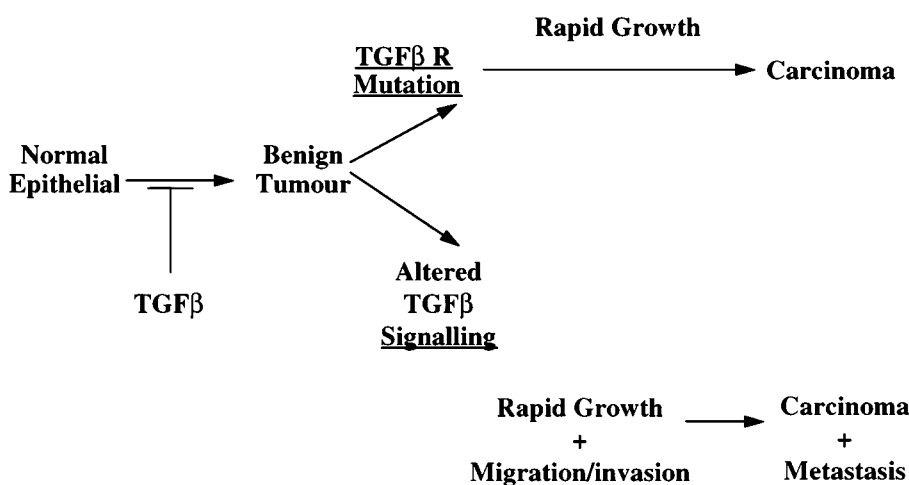 Rapid Growth
TGFβ R
Mutation
Carcinoma
Normal
Epithelial
Benign
Tumour
TGFβ
Altered
TGFβ
Signalling
Rapid Growth
+
Migration/invasion
Carcinoma
+
Metastasis